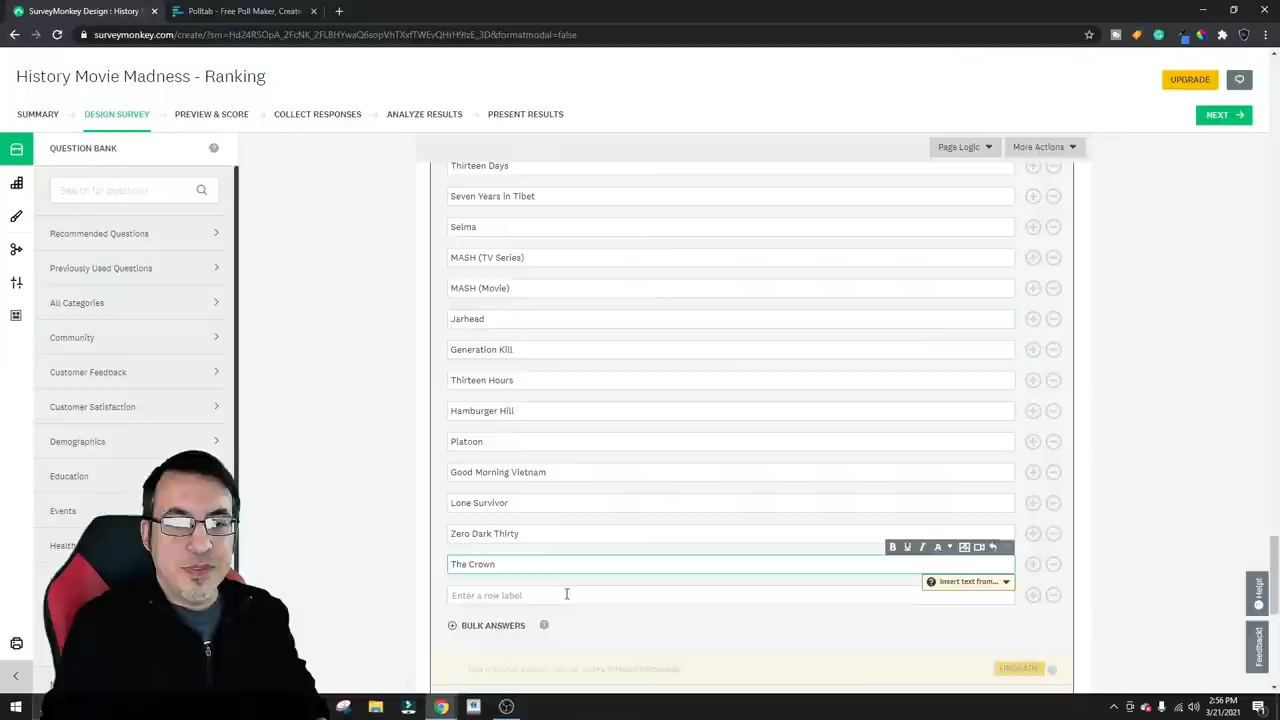 SurveyMonkey Design : History
Polltab - Free Poll Maker, Create
surveymonkey.com/create/?sm=Hd24RSOpA_2FcNK_2FLBHYwaQ6sopVhTXxfTWEvQHrH9IzE_3D&formatmodal=false
History Movie Madness - Ranking
UPGRADE
SUMMARY DESIGN SURVEY PREVIEW & SCORE COLLECT RESPONSES ANALYZE RESULTS PRESENT RESULTS
NEXT
QUESTION BANK
Page Logic More Actions
Search for questions
Recommended Questions
Previously Used Questions
All Categories
Community
Customer Feedback
Customer Satisfaction
Demographics
Education
Events
Health
Thirteen Days
Seven Years in Tibet
Selma
MASH (TV Series)
MASH (Movie)
Jarhead
Generation Kill
Thirteen Hours
Hamburger Hill
Platoon
Good Morning Vietnam
Lone Survivor
Zero Dark Thirty
B U I A
The Crown
Insert text from...
Enter a row label
BULK ANSWERS
UPGRADE
Help!
Feedback!
2:56 PM
3/21/2021